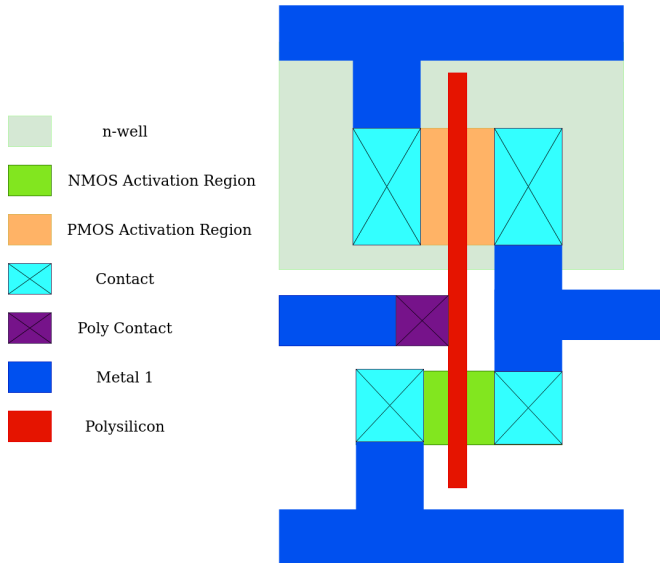 n-well
NMOS Activation Region
PMOS Activation Region
Contact
Poly Contact
Metal 1
Polysilicon